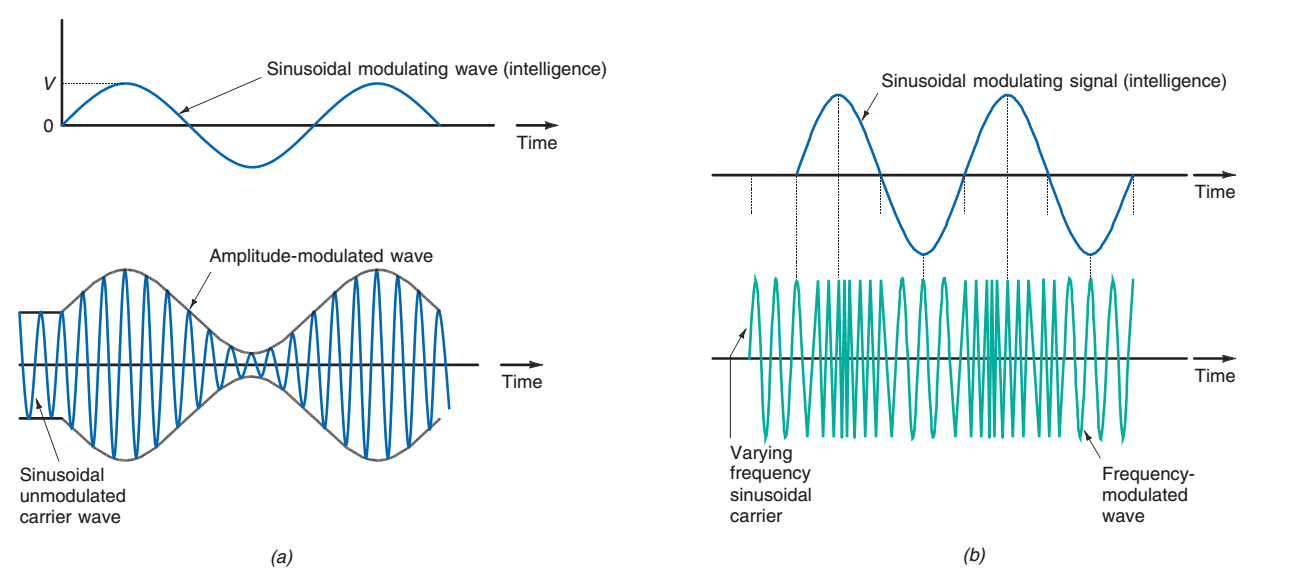 Sinusoidal modulating wave (intelligence)
V
0
Time
Amplitude-modulated wave
Time
Sinusoidal
unmodulated
carrier wave
(a)
Sinusoidal modulating signal (intelligence)
Time
Time
Varying
frequency
sinusoidal
carrier
Frequency-
modulated
wave
(b)